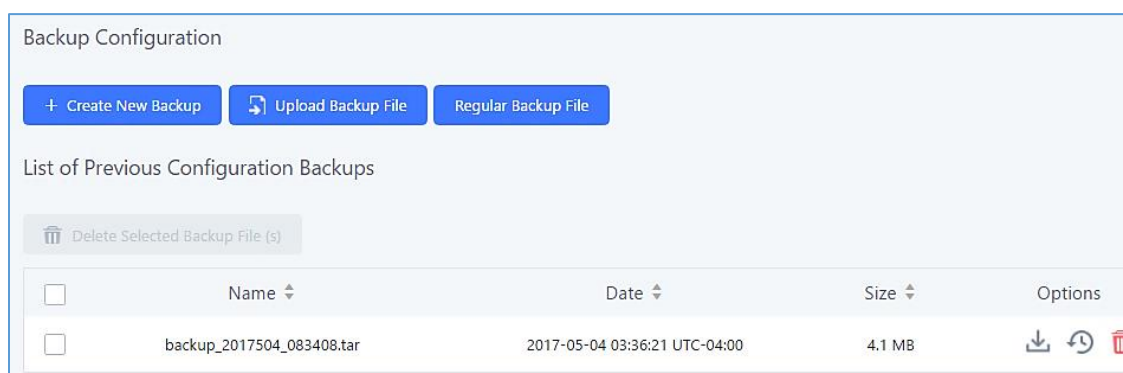 Backup Configuration
+ Create New Backup Upload Backup File Regular Backup File
List of Previous Configuration Backups
Delete Selected Backup File (s)
Name Date Size Options
backup_2017504_083408.tar 2017-05-04 03:36:21 UTC-04:00 4.1 MB